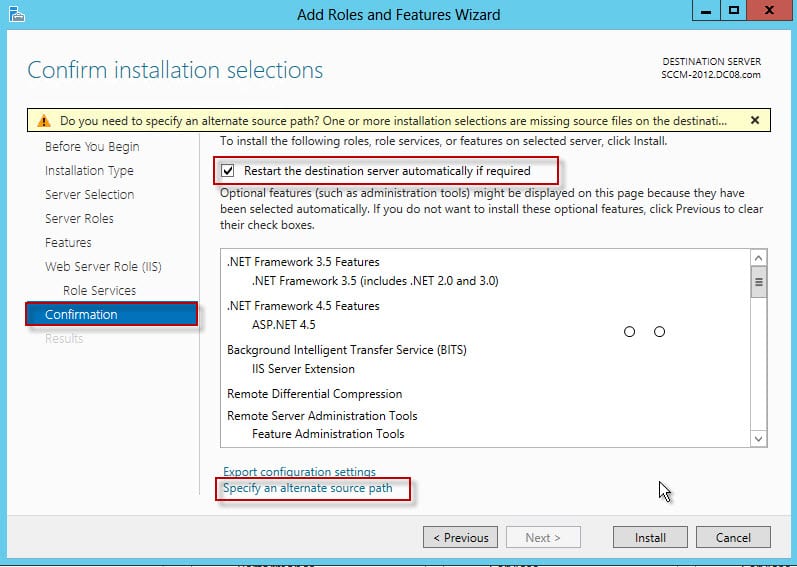 Add Roles and Features Wizard
Confirm installation selections
DESTINATION SERVER
SCCM-2012.DC08.com
Do you need to specify an alternate source path? One or more installation selections are missing source files on the destinati...
Before You Begin
Installation Type
Server Selection
Server Roles
Features
Web Server Role (IIS)
Role Services
Confirmation
Results
To install the following roles, role services, or features on selected server, click Install.
Restart the destination server automatically if required
Optional features (such as administration tools) might be displayed on this page because they have
been selected automatically. If you do not want to install these optional features, click Previous to clear
their check boxes.
.NET Framework 3.5 Features
.NET Framework 3.5 (includes .NET 2.0 and 3.0)
.NET Framework 4.5 Features
ASP.NET 4.5
Background Intelligent Transfer Service (BITS)
IIS Server Extension
Remote Differential Compression
Remote Server Administration Tools
Feature Administration Tools
Export configuration settings
Specify an alternate source path
< Previous
Next >
Install
Cancel